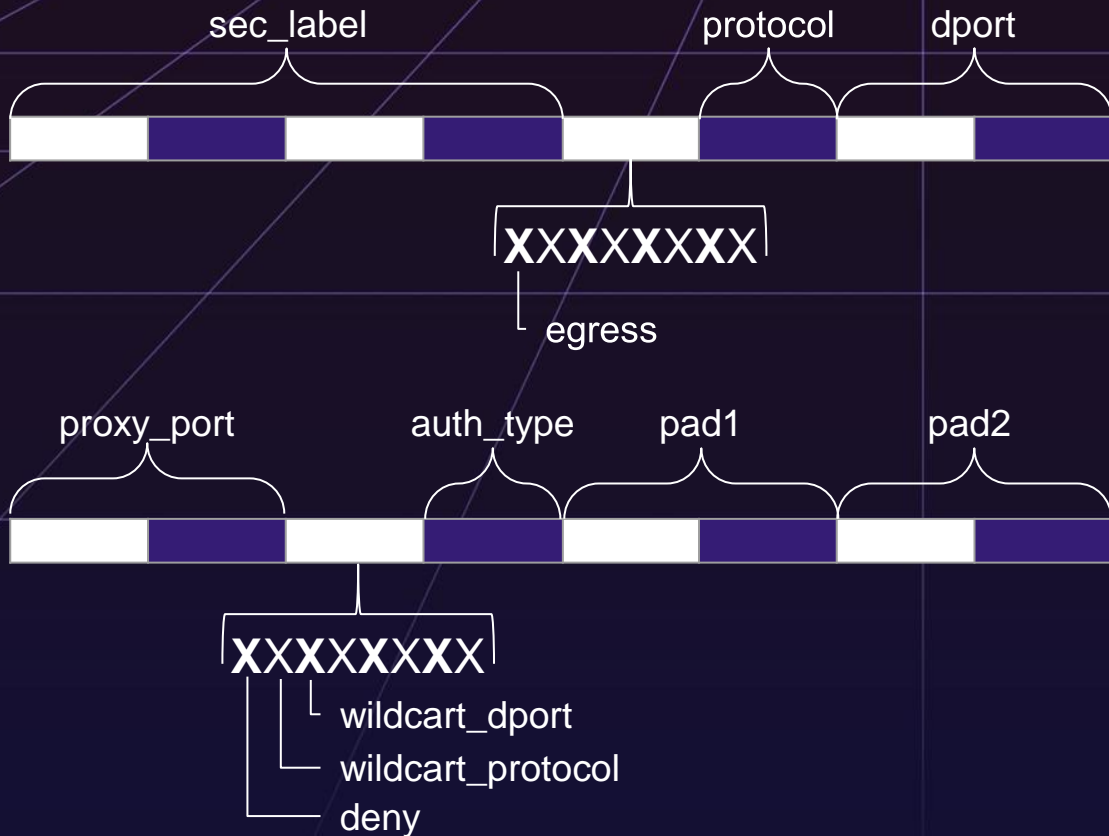 sec_label protocol dport
XXXXXXXX
egress
proxy_port auth_type pad1 pad2
XXXXXXXX
wildcart_dport
wildcart_protocol
deny